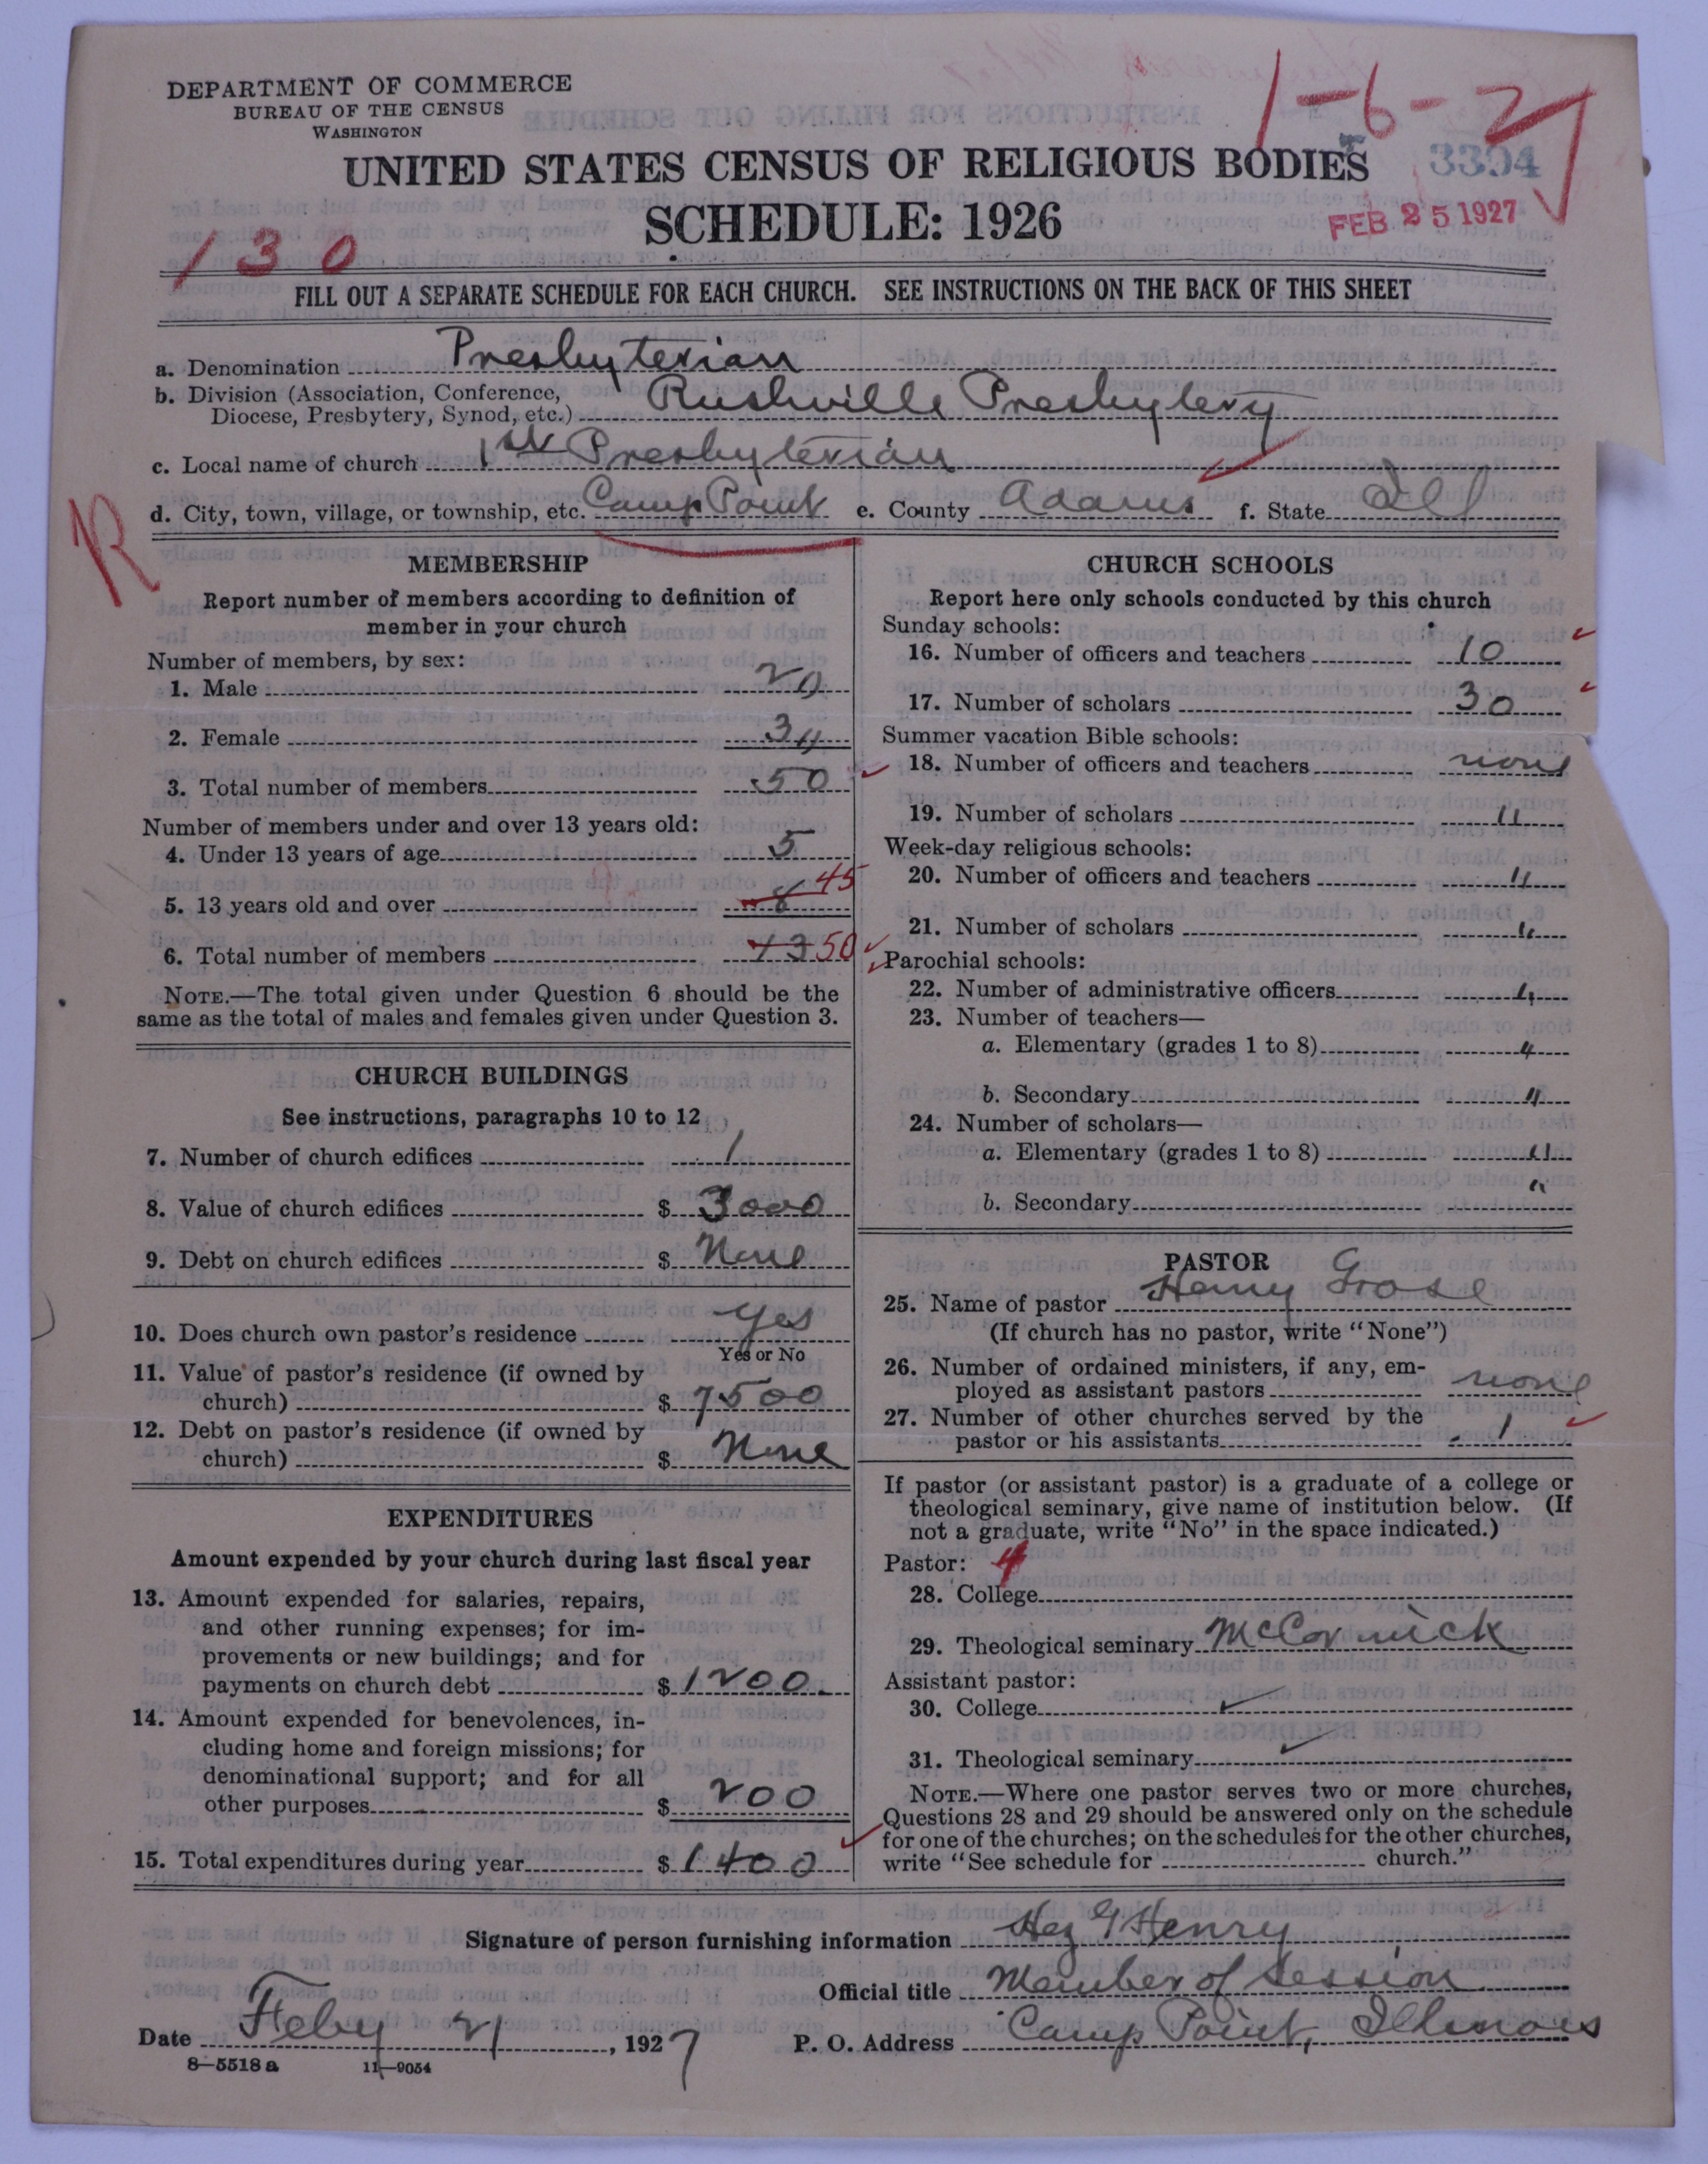 DEPARTMENT OF COMMERCE
BUREAU OF THE CENSUS
WASHINGTON
1-6-2
UNITED STATES CENSUS OF RELIGIOUS BODIES
3394
SCHEDULE: 1926
FEB 25 1927
130
FILL OUT A SEPARATE SCHEDULE FOR EACH CHURCH. SEE INSTRUCTIONS ON THE BACK OF THIS SHEET
a. Denomination Presbyterian
b. Division (Association, Conference,
Diocese, Presbytery, Synod, etc.) Rushville Presbytery
c. Local name of church 1st Presbyterian
d. City, town, village, or township, etc. Camp Point e. County Adams f. State Ill
R
MEMBERSHIP
Report number of members according to definition of
member in your church
Number of members, by sex:
1. Male 20
2. Female
3. Total number of members 50
Number of members under and over 13 years old:
4. Under 13 years of age 5
5. 13 years old and over 8 45
6. Total number of members 13 50
NOTE.—The total given under Question 6 should be the
same as the total of males and females given under Question 3.
CHURCH BUILDINGS
See instructions, paragraphs 10 to 12
7. Number of church edifices 1
8. Value of church edifices $ 3000
9. Debt on church edifices $ None
10. Does church own pastor's residence yes
Yes or No
11. Value of pastor's residence (if owned by
church) $ 7500
12. Debt on pastor's residence (if owned by
church) $ None
EXPENDITURES
Amount expended by your church during last fiscal year
13. Amount expended for salaries, repairs,
and other running expenses; for im-
provements or new buildings; and for
payments on church debt $ 1200
14. Amount expended for benevolences, in-
cluding home and foreign missions; for
denominational support; and for all
other purposes $ 200
15. Total expenditures during year $ 1400
CHURCH SCHOOLS
Report here only schools conducted by this church
Sunday schools:
16. Number of officers and teachers 10
17. Number of scholars 30
Summer vacation Bible schools:
18. Number of officers and teachers none
19. Number of scholars "
Week-day religious schools:
20. Number of officers and teachers "
21. Number of scholars "
Parochial schools:
22. Number of administrative officers "
23. Number of teachers—
a. Elementary (grades 1 to 8) "
b. Secondary "
24. Number of scholars—
a. Elementary (grades 1 to 8) "
b. Secondary "
PASTOR
25. Name of pastor Henry Grose
(If church has no pastor, write "None")
26. Number of ordained ministers, if any, em-
ployed as assistant pastors none
27. Number of other churches served by the
pastor or his assistants 1
If pastor (or assistant pastor) is a graduate of a college or
theological seminary, give name of institution below. (If
not a graduate, write "No" in the space indicated.)
Pastor: 4
28. College
29. Theological seminary McCormick
Assistant pastor:
30. College
31. Theological seminary
NOTE.—Where one pastor serves two or more churches,
Questions 28 and 29 should be answered only on the schedule
for one of the churches; on the schedules for the other churches,
write "See schedule for church."
Signature of person furnishing information Hez G Henry
Official title Member of Session
Date Feby 21, 1927 P. O. Address Camp Point, Illinois
8-5518 a 11-9054